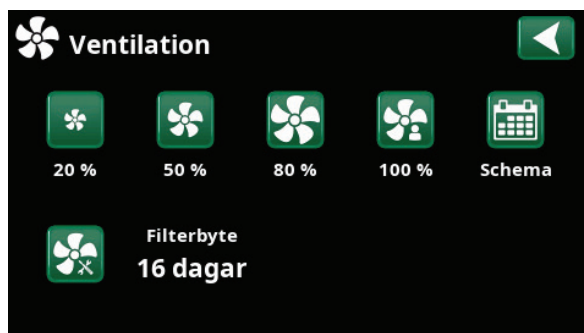 Ventilation
20 %
50 %
80 %
100 %
Schema
Filterbyte
16 dagar